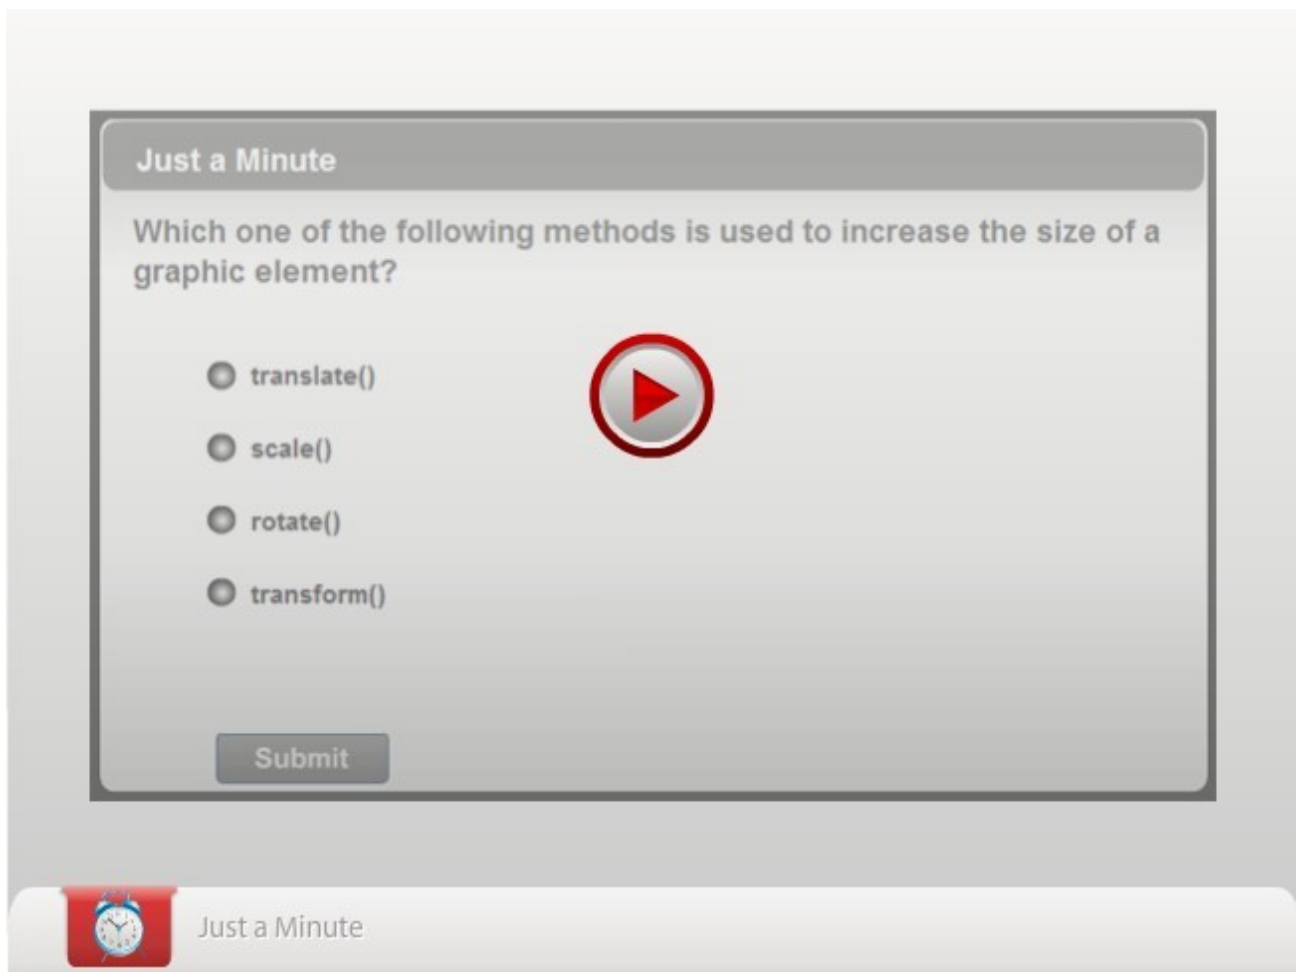 Just a Minute
Which one of the following methods is used to increase the size of a
graphic element?
translate()
scale()
rotate()
transform()
Submit
Just a Minute